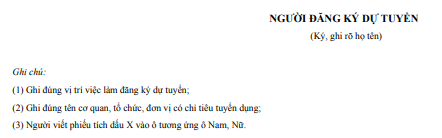 NGƯỜI ĐĂNG KÝ DỰ TUYỂN
(Ký, ghi rõ họ tên)
Ghi chú:
(1) Ghi đúng vị trí việc làm đăng ký dự tuyển;
(2) Ghi đúng tên cơ quan, tổ chức, đơn vị có chỉ tiêu tuyển dụng;
(3) Người viết phiếu tích dấu X vào ô tương ứng ô Nam, Nữ.